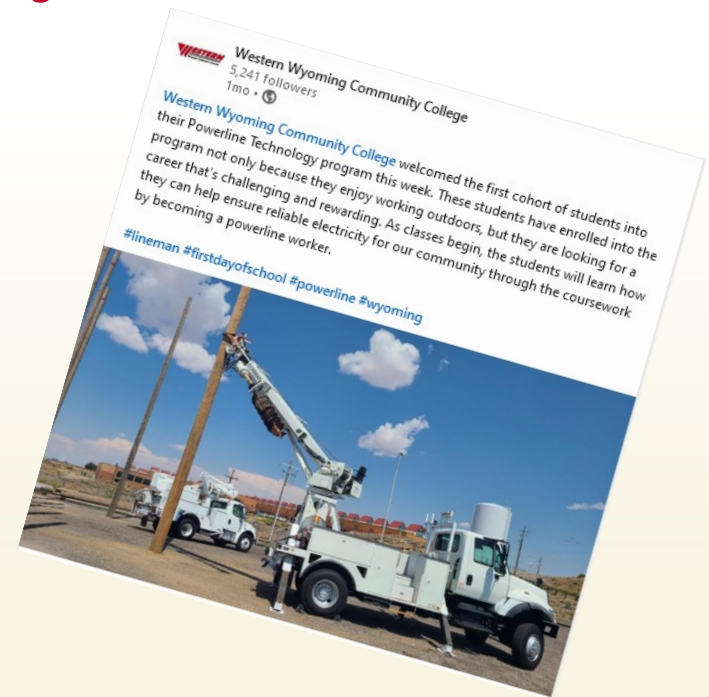 WESTERN
Western Wyoming Community College
5,241 followers
1mo •
Western Wyoming Community College welcomed the first cohort of students into
their Powerline Technology program this week. These students have enrolled into the
program not only because they enjoy working outdoors, but they are looking for a
career that's challenging and rewarding. As classes begin, the students will learn how
they can help ensure reliable electricity for our community through the coursework
by becoming a powerline worker.
#lineman #firstdayofschool #powerline #wyoming